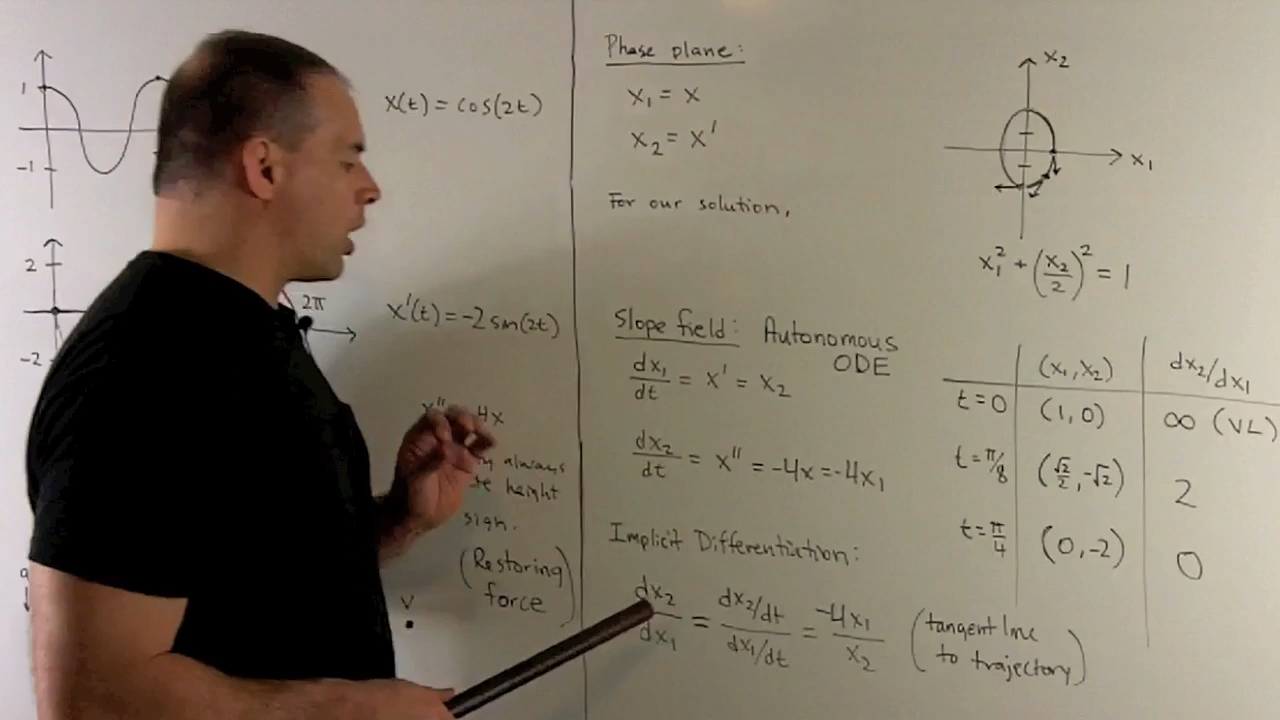 1
-1
x(t) = cos(2t)
2
-2
2π
x'(t) = -2 sin(2t)
x'' 4x
always
height
sign.
(Restoring
force
v
Phase plane:
x₁ = x
x₂ = x'
For our solution,
x₂
x₁
x₁² + (x₂/2)² = 1
Slope field: Autonomous
ODE
dx₁/dt = x' = x₂
dx₂/dt = x'' = -4x = -4x₁
Implicit Differentiation:
dx₂/dx₁ = (dx₂/dt)/(dx₁/dt) = -4x₁/x₂ (tangent line
to trajectory)
(x₁, x₂) dx₂/dx₁
t=0 (1, 0) ∞ (VL)
t=π/8 (√2/2, -√2) 2
t=π/4 (0, -2) 0